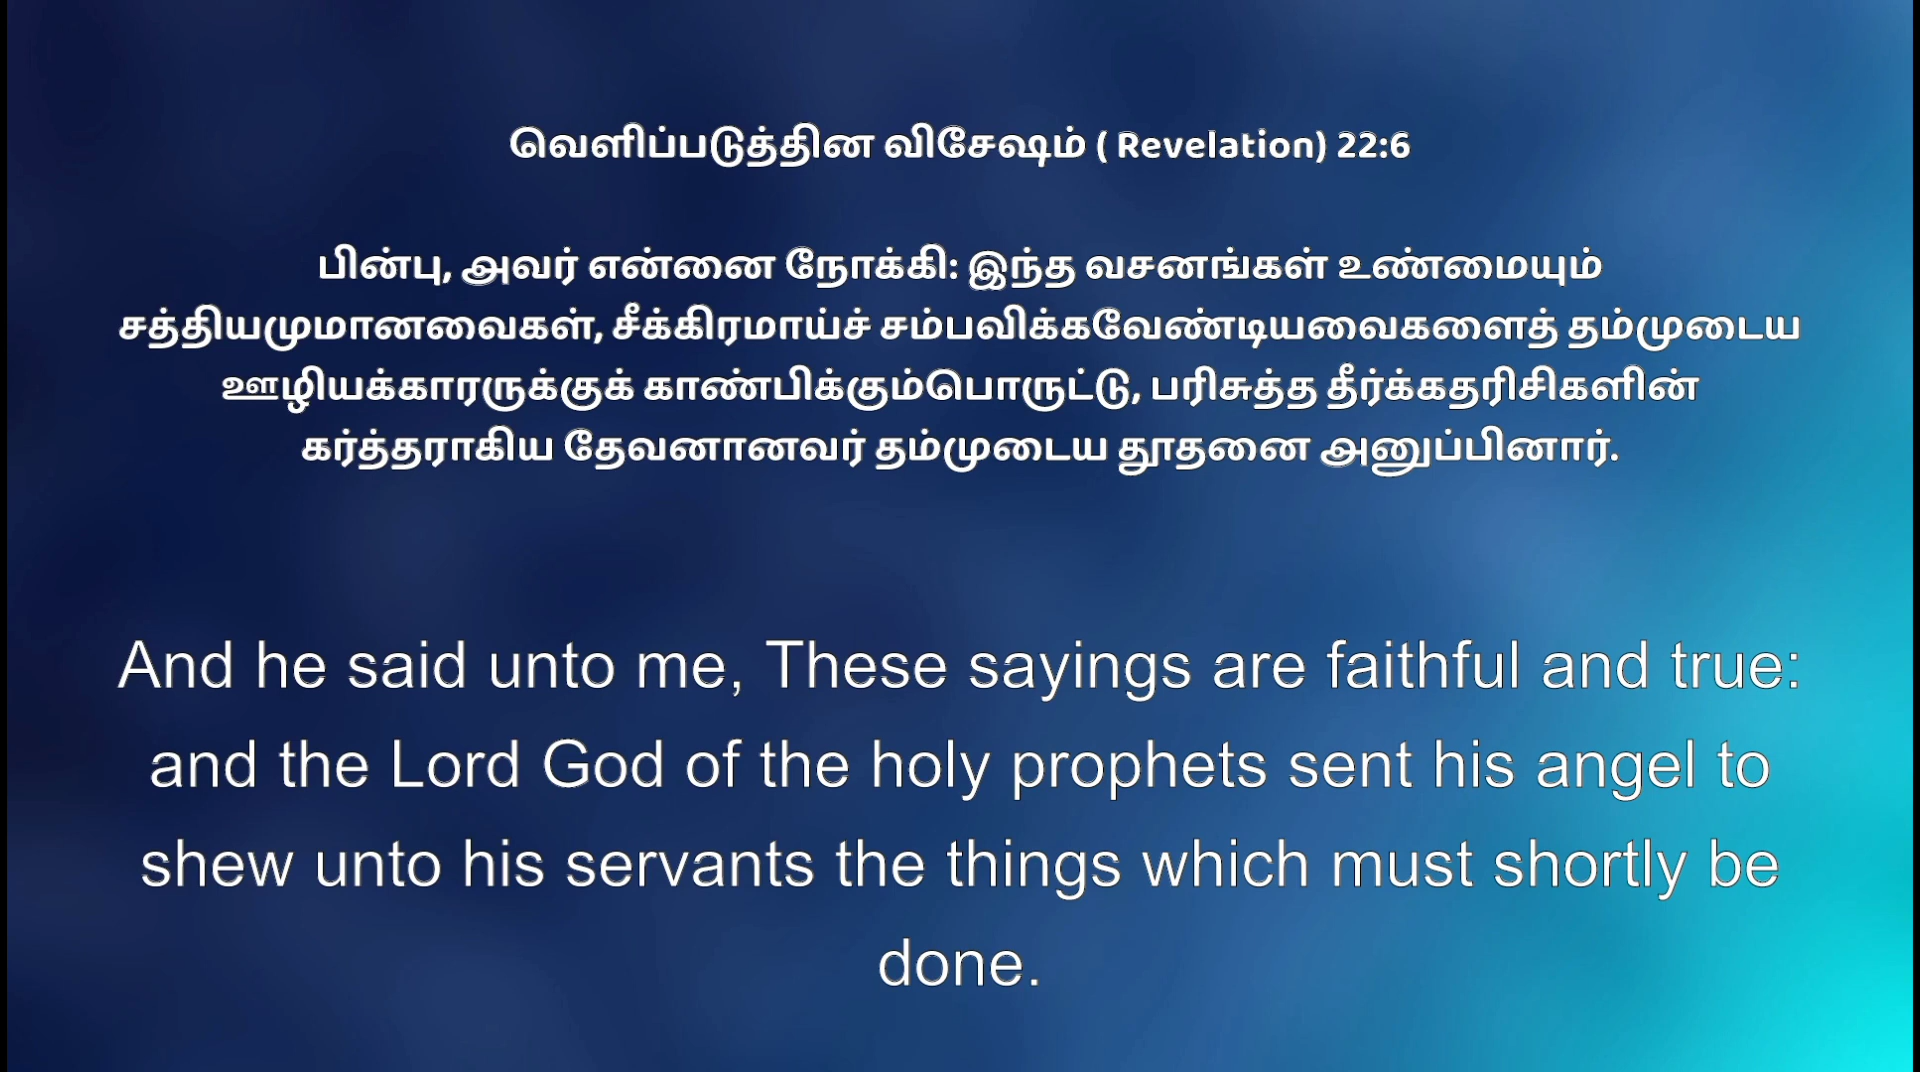 வெளிப்படுத்தின விசேஷம் ( Revelation) 22:6
பின்பு, அவர் என்னை நோக்கி: இந்த வசனங்கள் உண்மையும்
சத்தியமுமானவைகள், சீக்கிரமாய்ச் சம்பவிக்கவேண்டியவைகளைத் தம்முடைய
ஊழியக்காரருக்குக் காண்பிக்கும்பொருட்டு, பரிசுத்த தீர்க்கதரிசிகளின்
கர்த்தராகிய தேவனானவர் தம்முடைய தூதனை அனுப்பினார்.
And he said unto me, These sayings are faithful and true:
and the Lord God of the holy prophets sent his angel to
shew unto his servants the things which must shortly be
done.